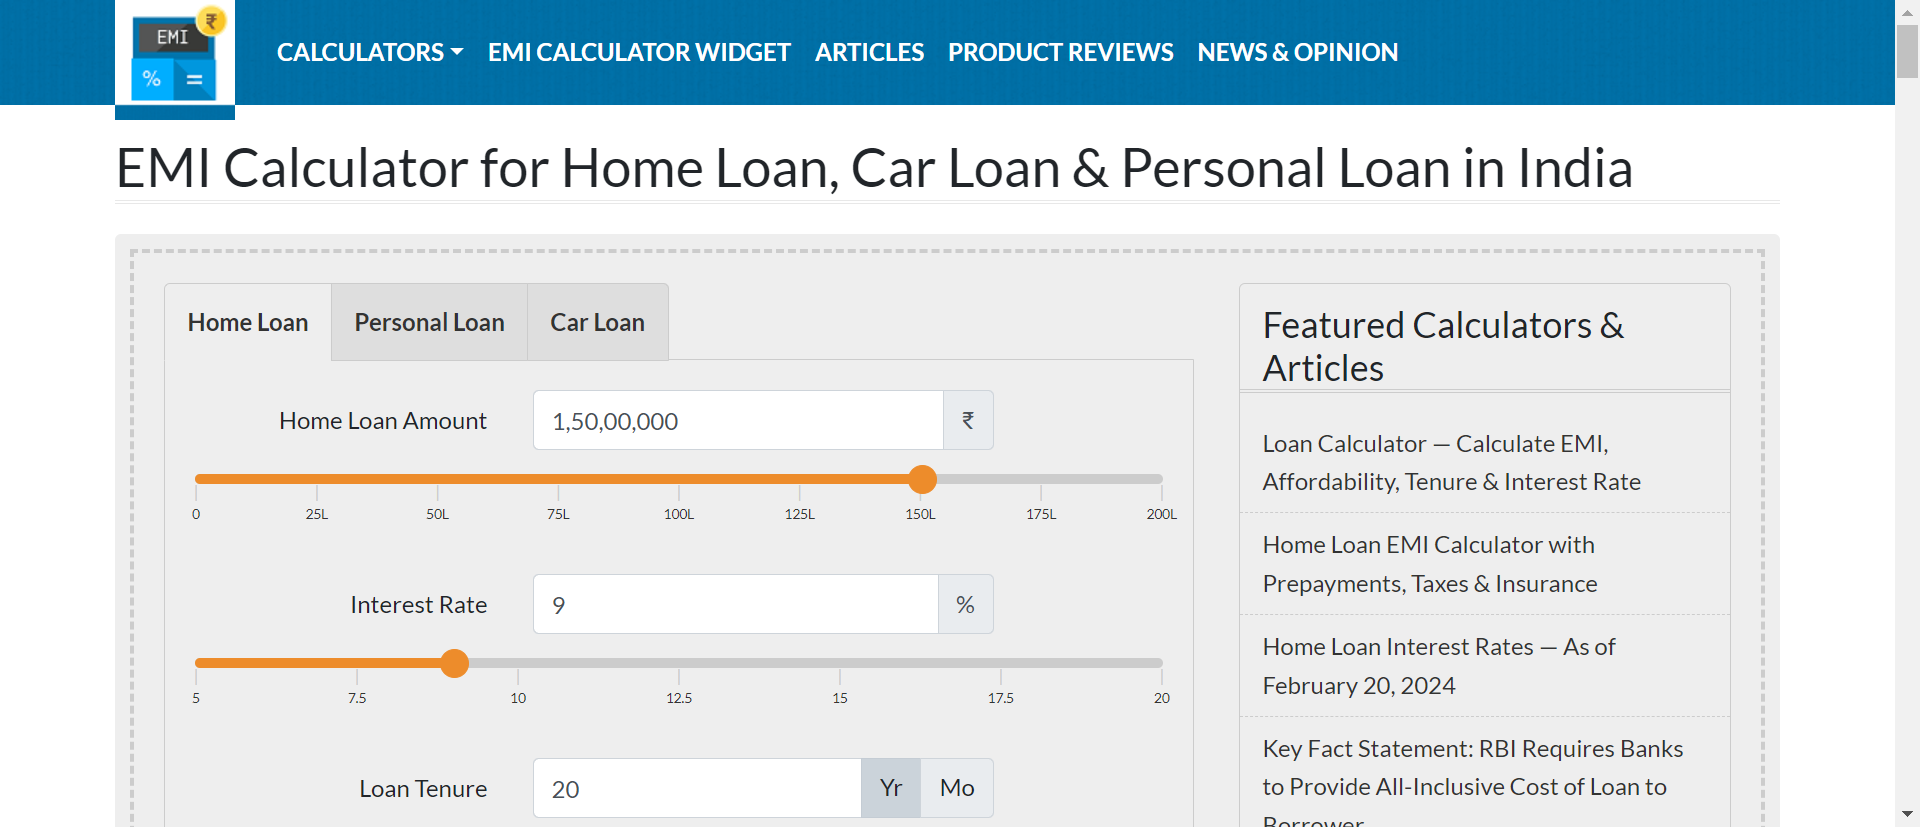 EMI
₹
%
=
CALCULATORS
EMI CALCULATOR WIDGET
ARTICLES
PRODUCT REVIEWS
NEWS & OPINION
EMI Calculator for Home Loan, Car Loan & Personal Loan in India
Home Loan
Personal Loan
Car Loan
Home Loan Amount
1,50,00,000
₹
0 25L 50L 75L 100L 125L 150L 175L 200L
Interest Rate
9
%
5 7.5 10 12.5 15 17.5 20
Loan Tenure
20
Yr
Mo
Featured Calculators &
Articles
Loan Calculator — Calculate EMI,
Affordability, Tenure & Interest Rate
Home Loan EMI Calculator with
Prepayments, Taxes & Insurance
Home Loan Interest Rates — As of
February 20, 2024
Key Fact Statement: RBI Requires Banks
to Provide All-Inclusive Cost of Loan to
Borrower